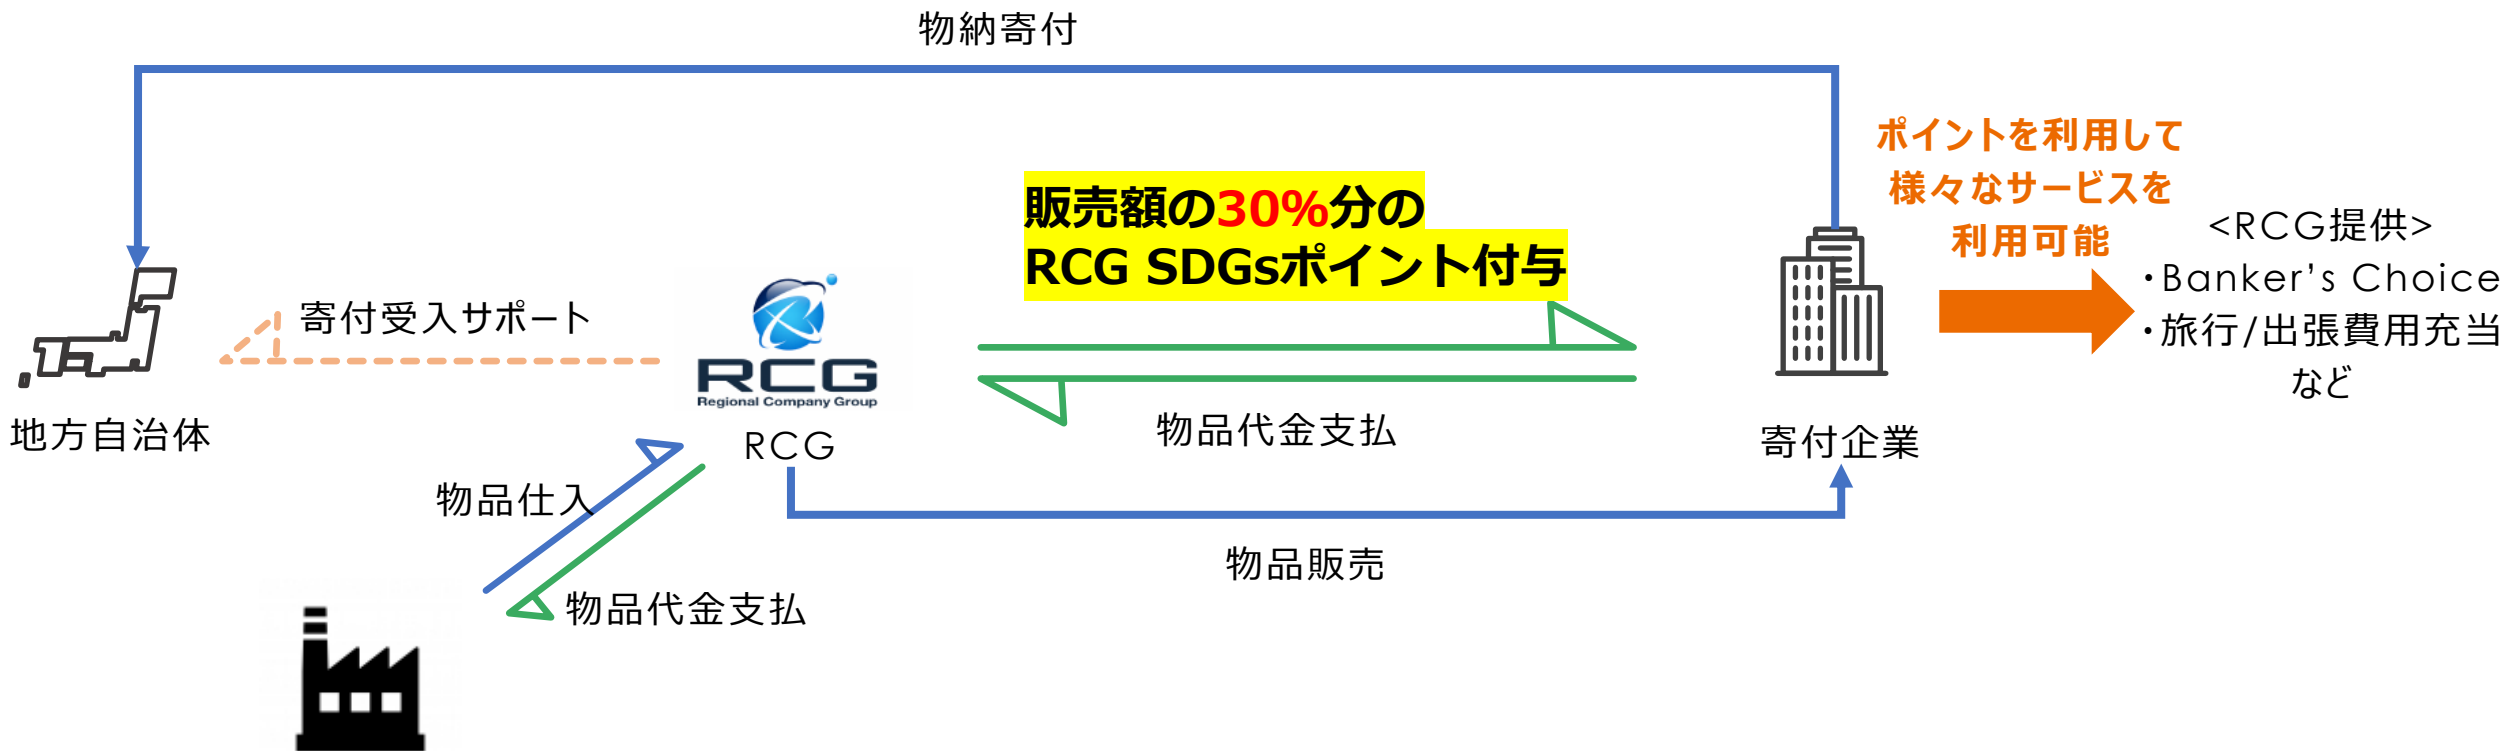 物納寄付
ポイントを利用して
様々なサービスを
利用可能
販売額の30%分の
RCG SDGsポイント付与
<RCG提供>
・Banker's Choice
・旅行/出張費用充当
など
寄付受入サポート
RCG
Regional Company Group
地方自治体
RCG
物品代金支払
寄付企業
物品仕入
物品販売
物品代金支払